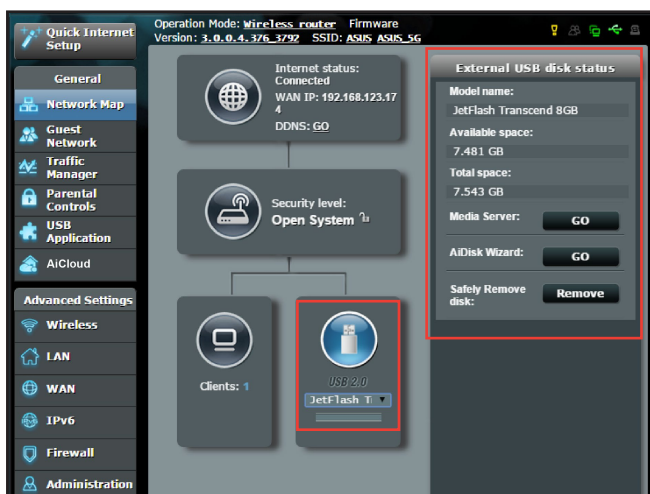 Quick Internet
Setup
General
Network Map
Guest
Network
Traffic
Manager
Parental
Controls
USB
Application
AiCloud
Advanced Settings
Wireless
LAN
WAN
IPv6
Firewall
Administration
Operation Mode: Wireless router Firmware
Version: 3.0.0.4.376_3792 SSID: ASUS ASUS_5G
Internet status:
Connected
WAN IP: 192.168.123.17
4
DDNS: GO
Security level:
Open System
Clients: 1
USB 2.0
JetFlash T
External USB disk status
Model name:
JetFlash Transcend 8GB
Available space:
7.481 GB
Total space:
7.543 GB
Media Server: GO
AiDisk Wizard: GO
Safely Remove
disk: Remove